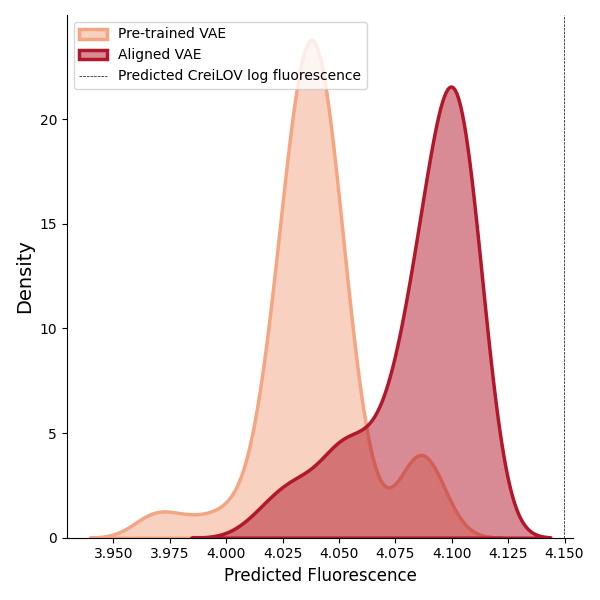 Pre-trained VAE
Aligned VAE
Predicted CreiLOV log fluorescence
Density
20
15
10
5
0
3.950 3.975 4.000 4.025 4.050 4.075 4.100 4.125 4.150
Predicted Fluorescence